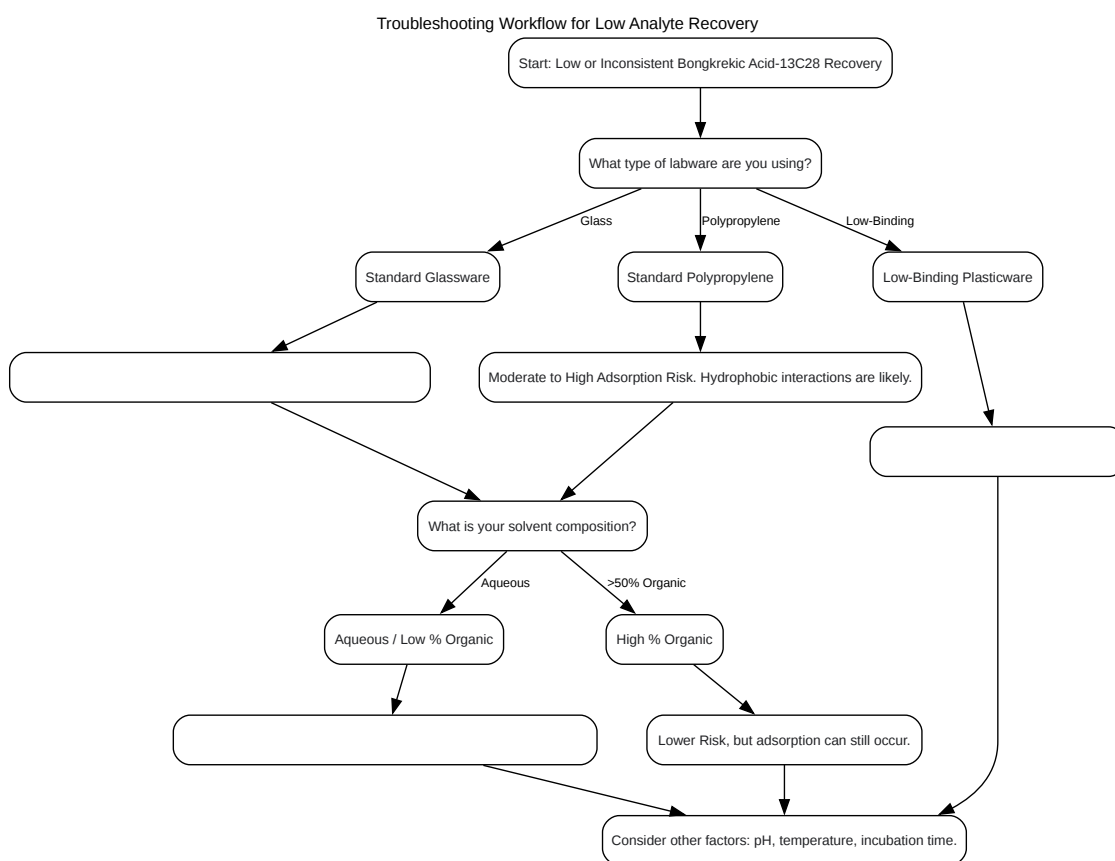 Troubleshooting Workflow for Low Analyte Recovery
Start: Low or Inconsistent Bongkrekic Acid-13C28 Recovery
What type of labware are you using?
Glass
Polypropylene
Low-Binding
Standard Glassware
Standard Polypropylene
Low-Binding Plasticware
Moderate to High Adsorption Risk. Hydrophobic interactions are likely.
What is your solvent composition?
Aqueous
>50% Organic
Aqueous / Low % Organic
High % Organic
Lower Risk, but adsorption can still occur.
Consider other factors: pH, temperature, incubation time.